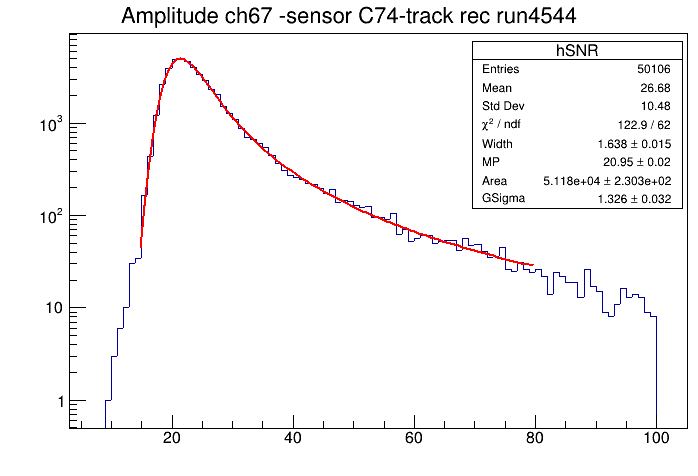 Amplitude ch67 -sensor C74-track rec run4544
hSNR
Entries 50106
Mean 26.68
Std Dev 10.48
χ² / ndf 122.9 / 62
Width 1.638 ± 0.015
MP 20.95 ± 0.02
Area 5.118e+04 ± 2.303e+02
GSigma 1.326 ± 0.032
10³
10²
10
1
20 40 60 80 100